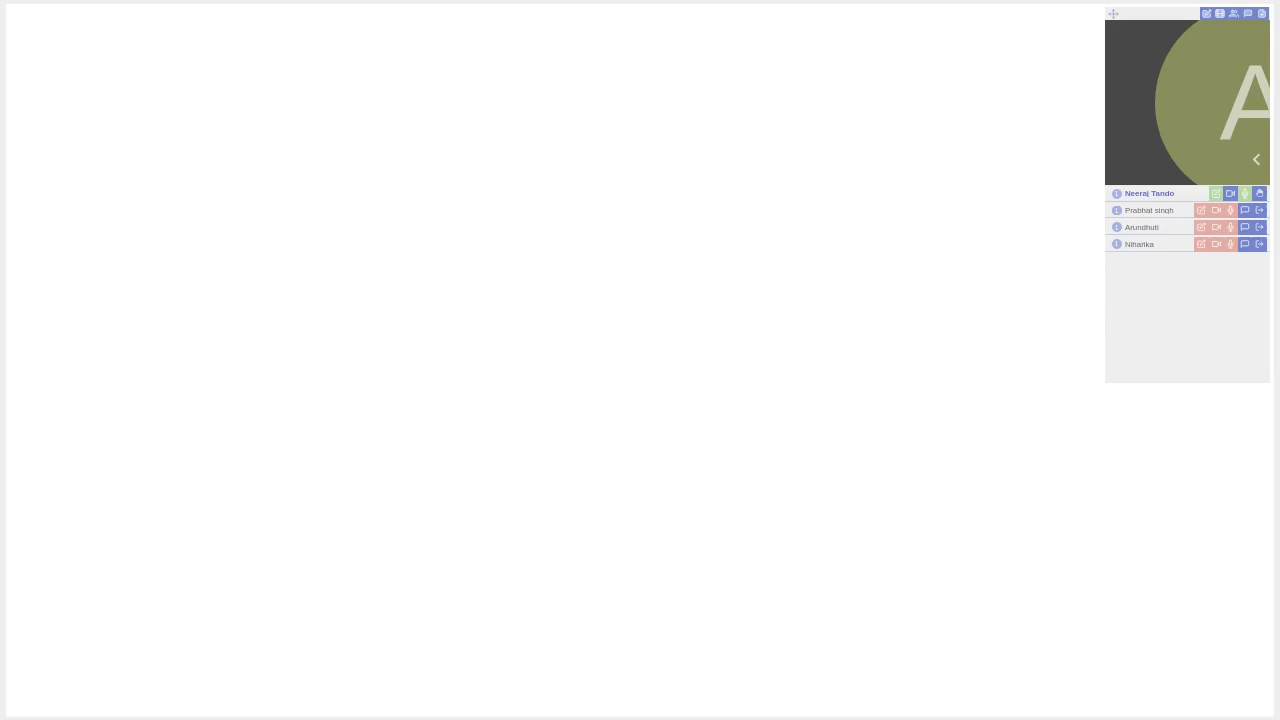 A
Neeraj Tando
Prabhat singh
Arundhuti
Niharika